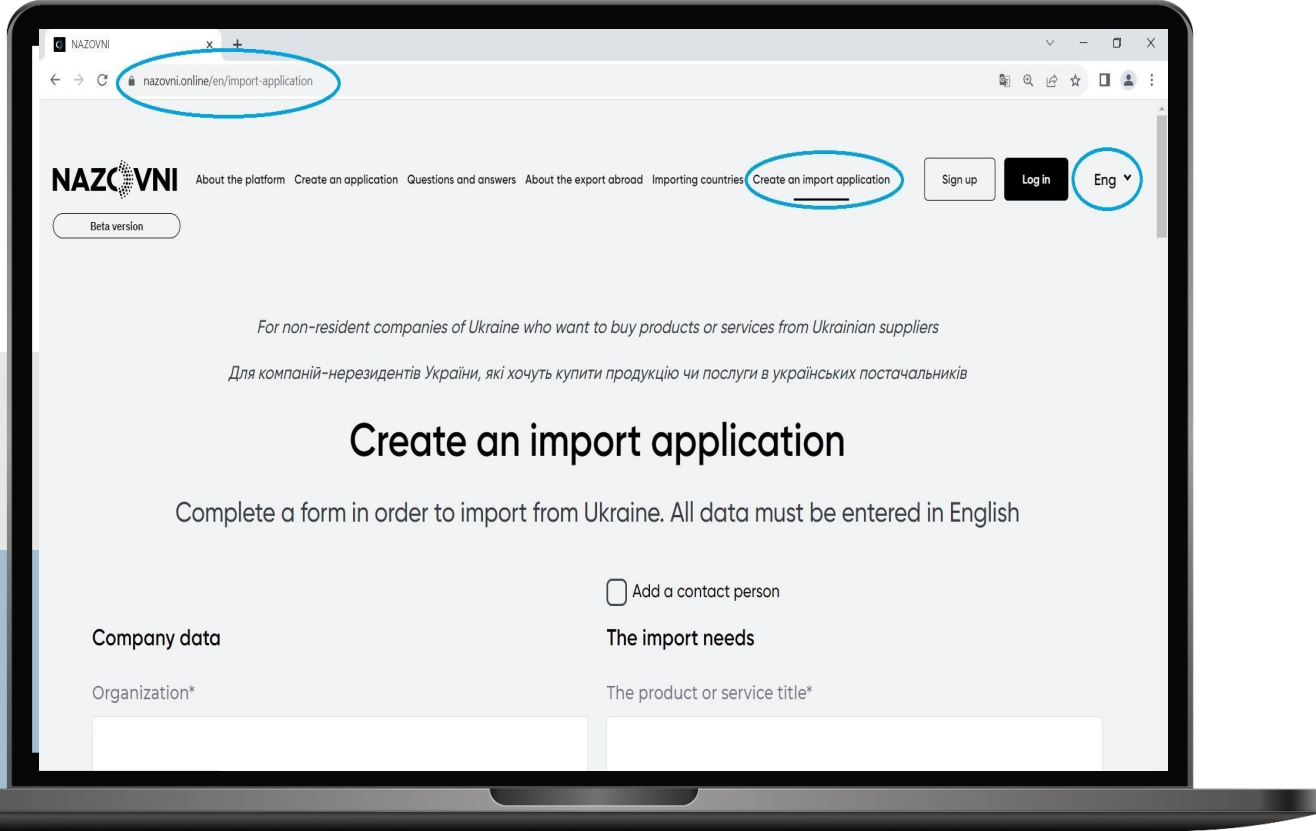 NAZOVNI
nazovni.online/en/import-application
NAZOVNI
About the platform Create an application Questions and answers About the export abroad Importing countries Create an import application Sign up Log in Eng
Beta version
For non-resident companies of Ukraine who want to buy products or services from Ukrainian suppliers
Для компаній-нерезидентів України, які хочуть купити продукцію чи послуги в українських постачальників
Create an import application
Complete a form in order to import from Ukraine. All data must be entered in English
Add a contact person
Company data
The import needs
Organization*
The product or service title*